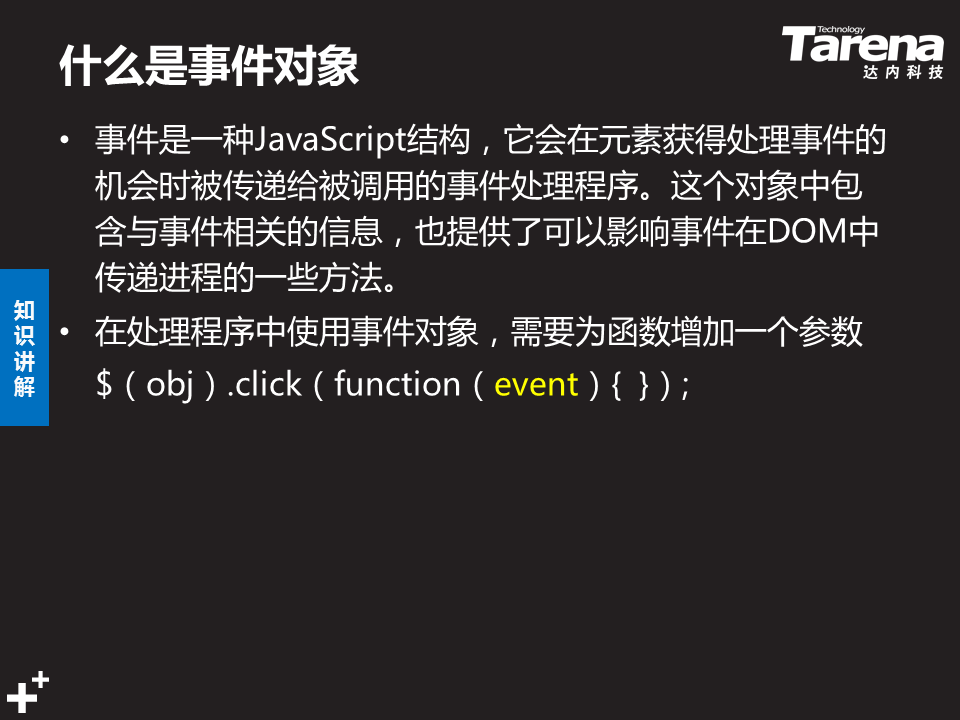 什么是事件对象
Technology
Tarena
达内科技
• 事件是一种JavaScript结构，它会在元素获得处理事件的
机会时被传递给被调用的事件处理程序。这个对象中包
含与事件相关的信息，也提供了可以影响事件在DOM中
传递进程的一些方法。
• 在处理程序中使用事件对象，需要为函数增加一个参数
$（obj）.click（function（event）{ }）;
知识讲解